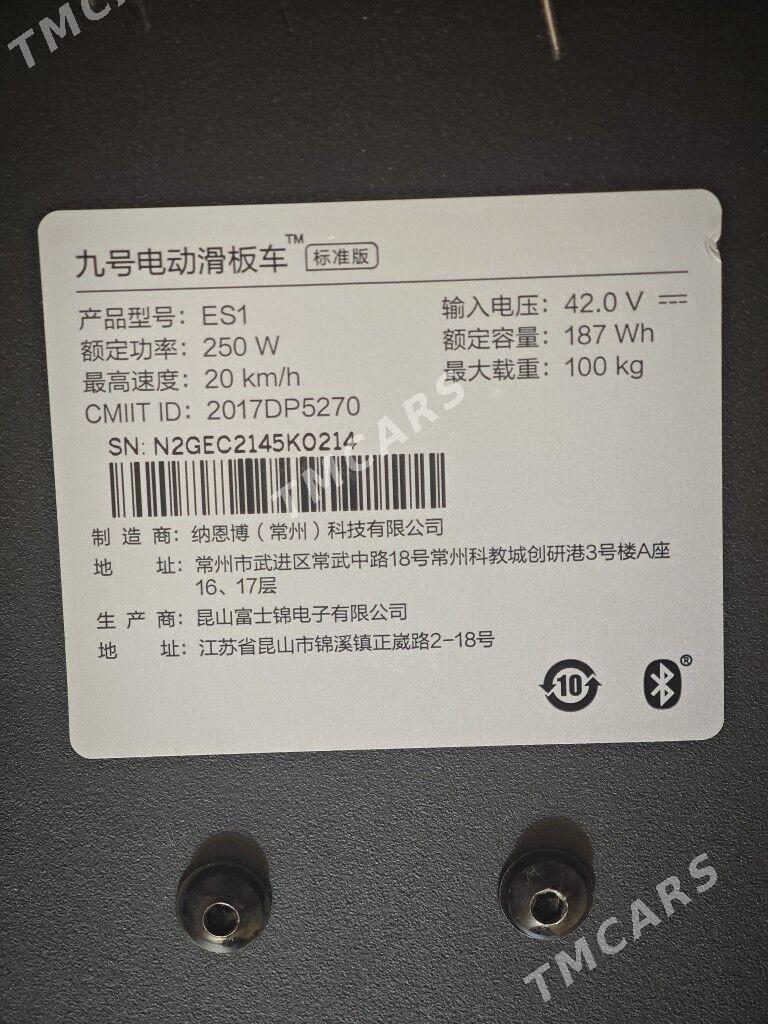 TMCARS
九号电动滑板车™ 标准版
产品型号: ES1 输入电压: 42.0 V
额定功率: 250 W 额定容量: 187 Wh
最高速度: 20 km/h 最大载重: 100 kg
CMIIT ID: 2017DP5270
SN: N2GEC2145K0214
TMCARS
制 造 商: 纳恩博（常州）科技有限公司
地 址: 常州市武进区常武中路18号常州科教城创研港3号楼A座
16、17层
生 产 商: 昆山富士锦电子有限公司
地 址: 江苏省昆山市锦溪镇正崴路2-18号
10 ®
TMCARS